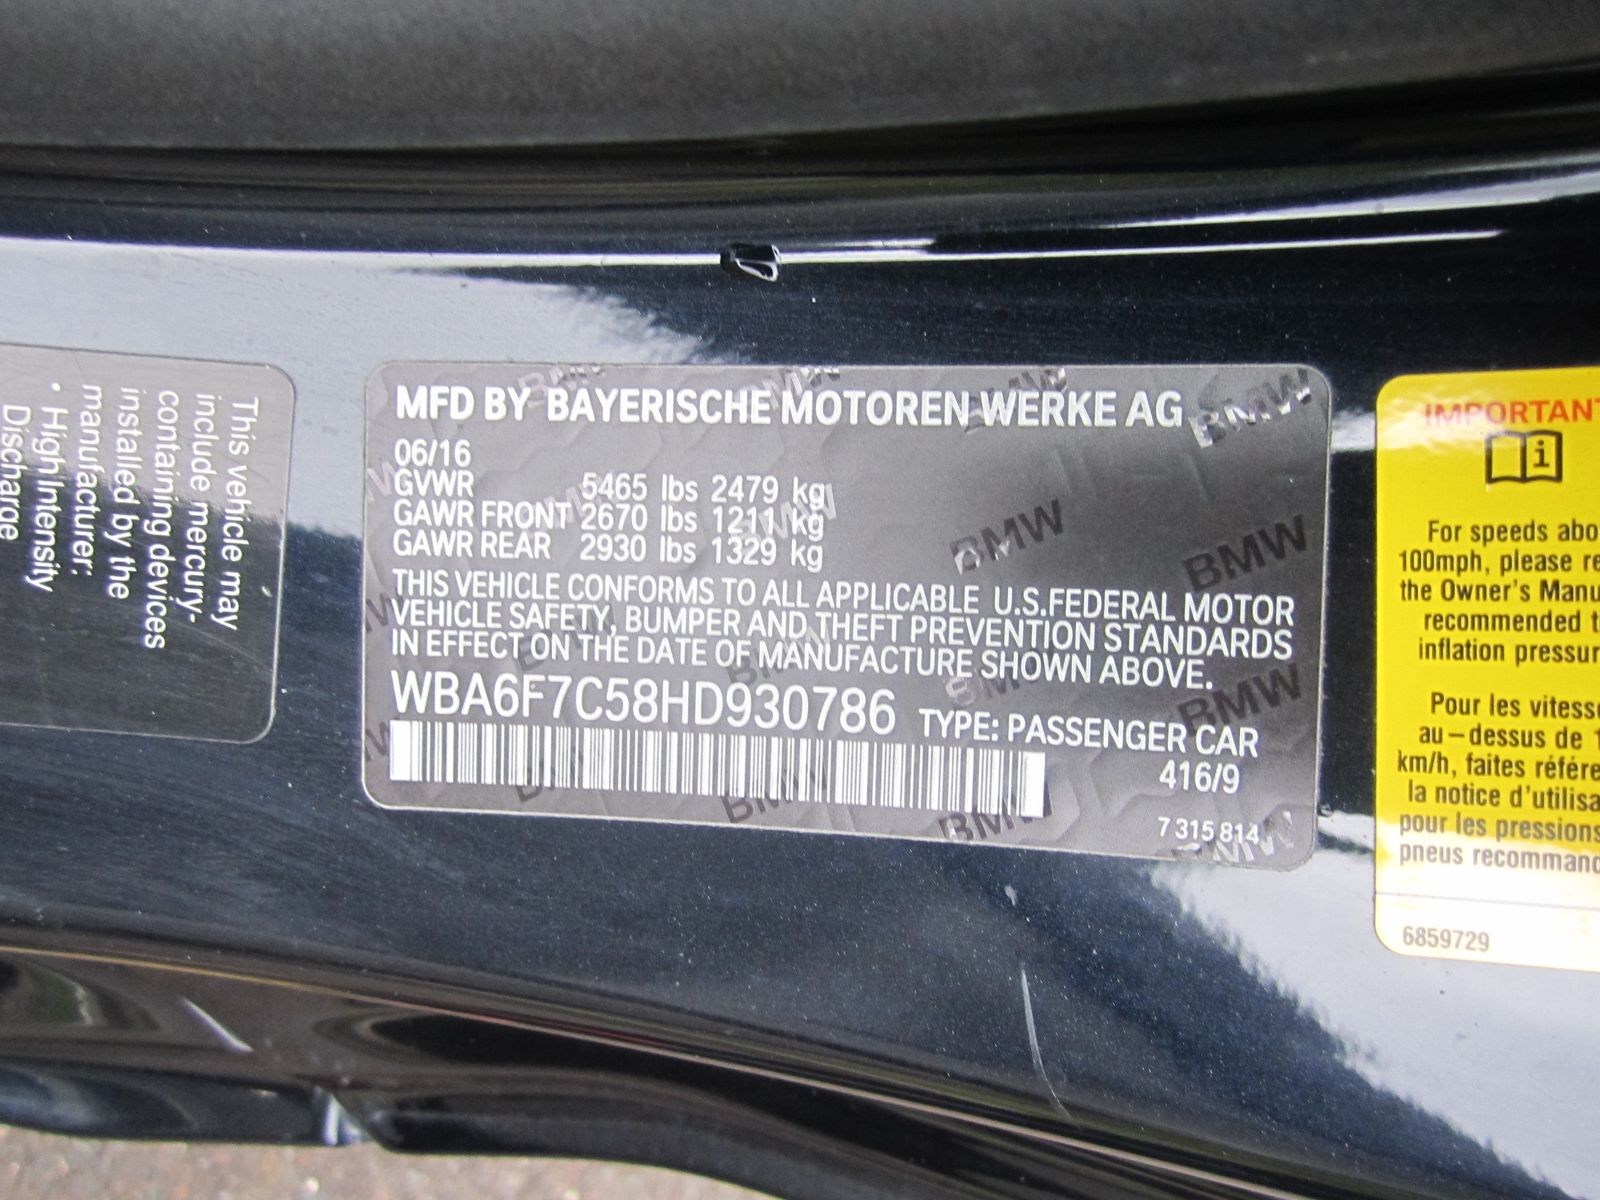 This vehicle may
include mercury-
containing devices
installed by the
manufacturer:
• High Intensity
Discharge
MFD BY BAYERISCHE MOTOREN WERKE AG
06/16
GVWR 5465 lbs 2479 kg
GAWR FRONT 2670 lbs 1211 kg
GAWR REAR 2930 lbs 1329 kg
THIS VEHICLE CONFORMS TO ALL APPLICABLE U.S.FEDERAL MOTOR
VEHICLE SAFETY, BUMPER AND THEFT PREVENTION STANDARDS
IN EFFECT ON THE DATE OF MANUFACTURE SHOWN ABOVE.
WBA6F7C58HD930786 TYPE: PASSENGER CAR
416/9
7 315 814
BMW
BMW
BMW
BMW
IMPORTANT
i
For speeds abo
100mph, please re
the Owner's Manu
recommended t
inflation pressur
Pour les vitesse
au-dessus de 1
km/h, faites référe
la notice d'utilisa
pour les pressions
pneus recommand
6859729